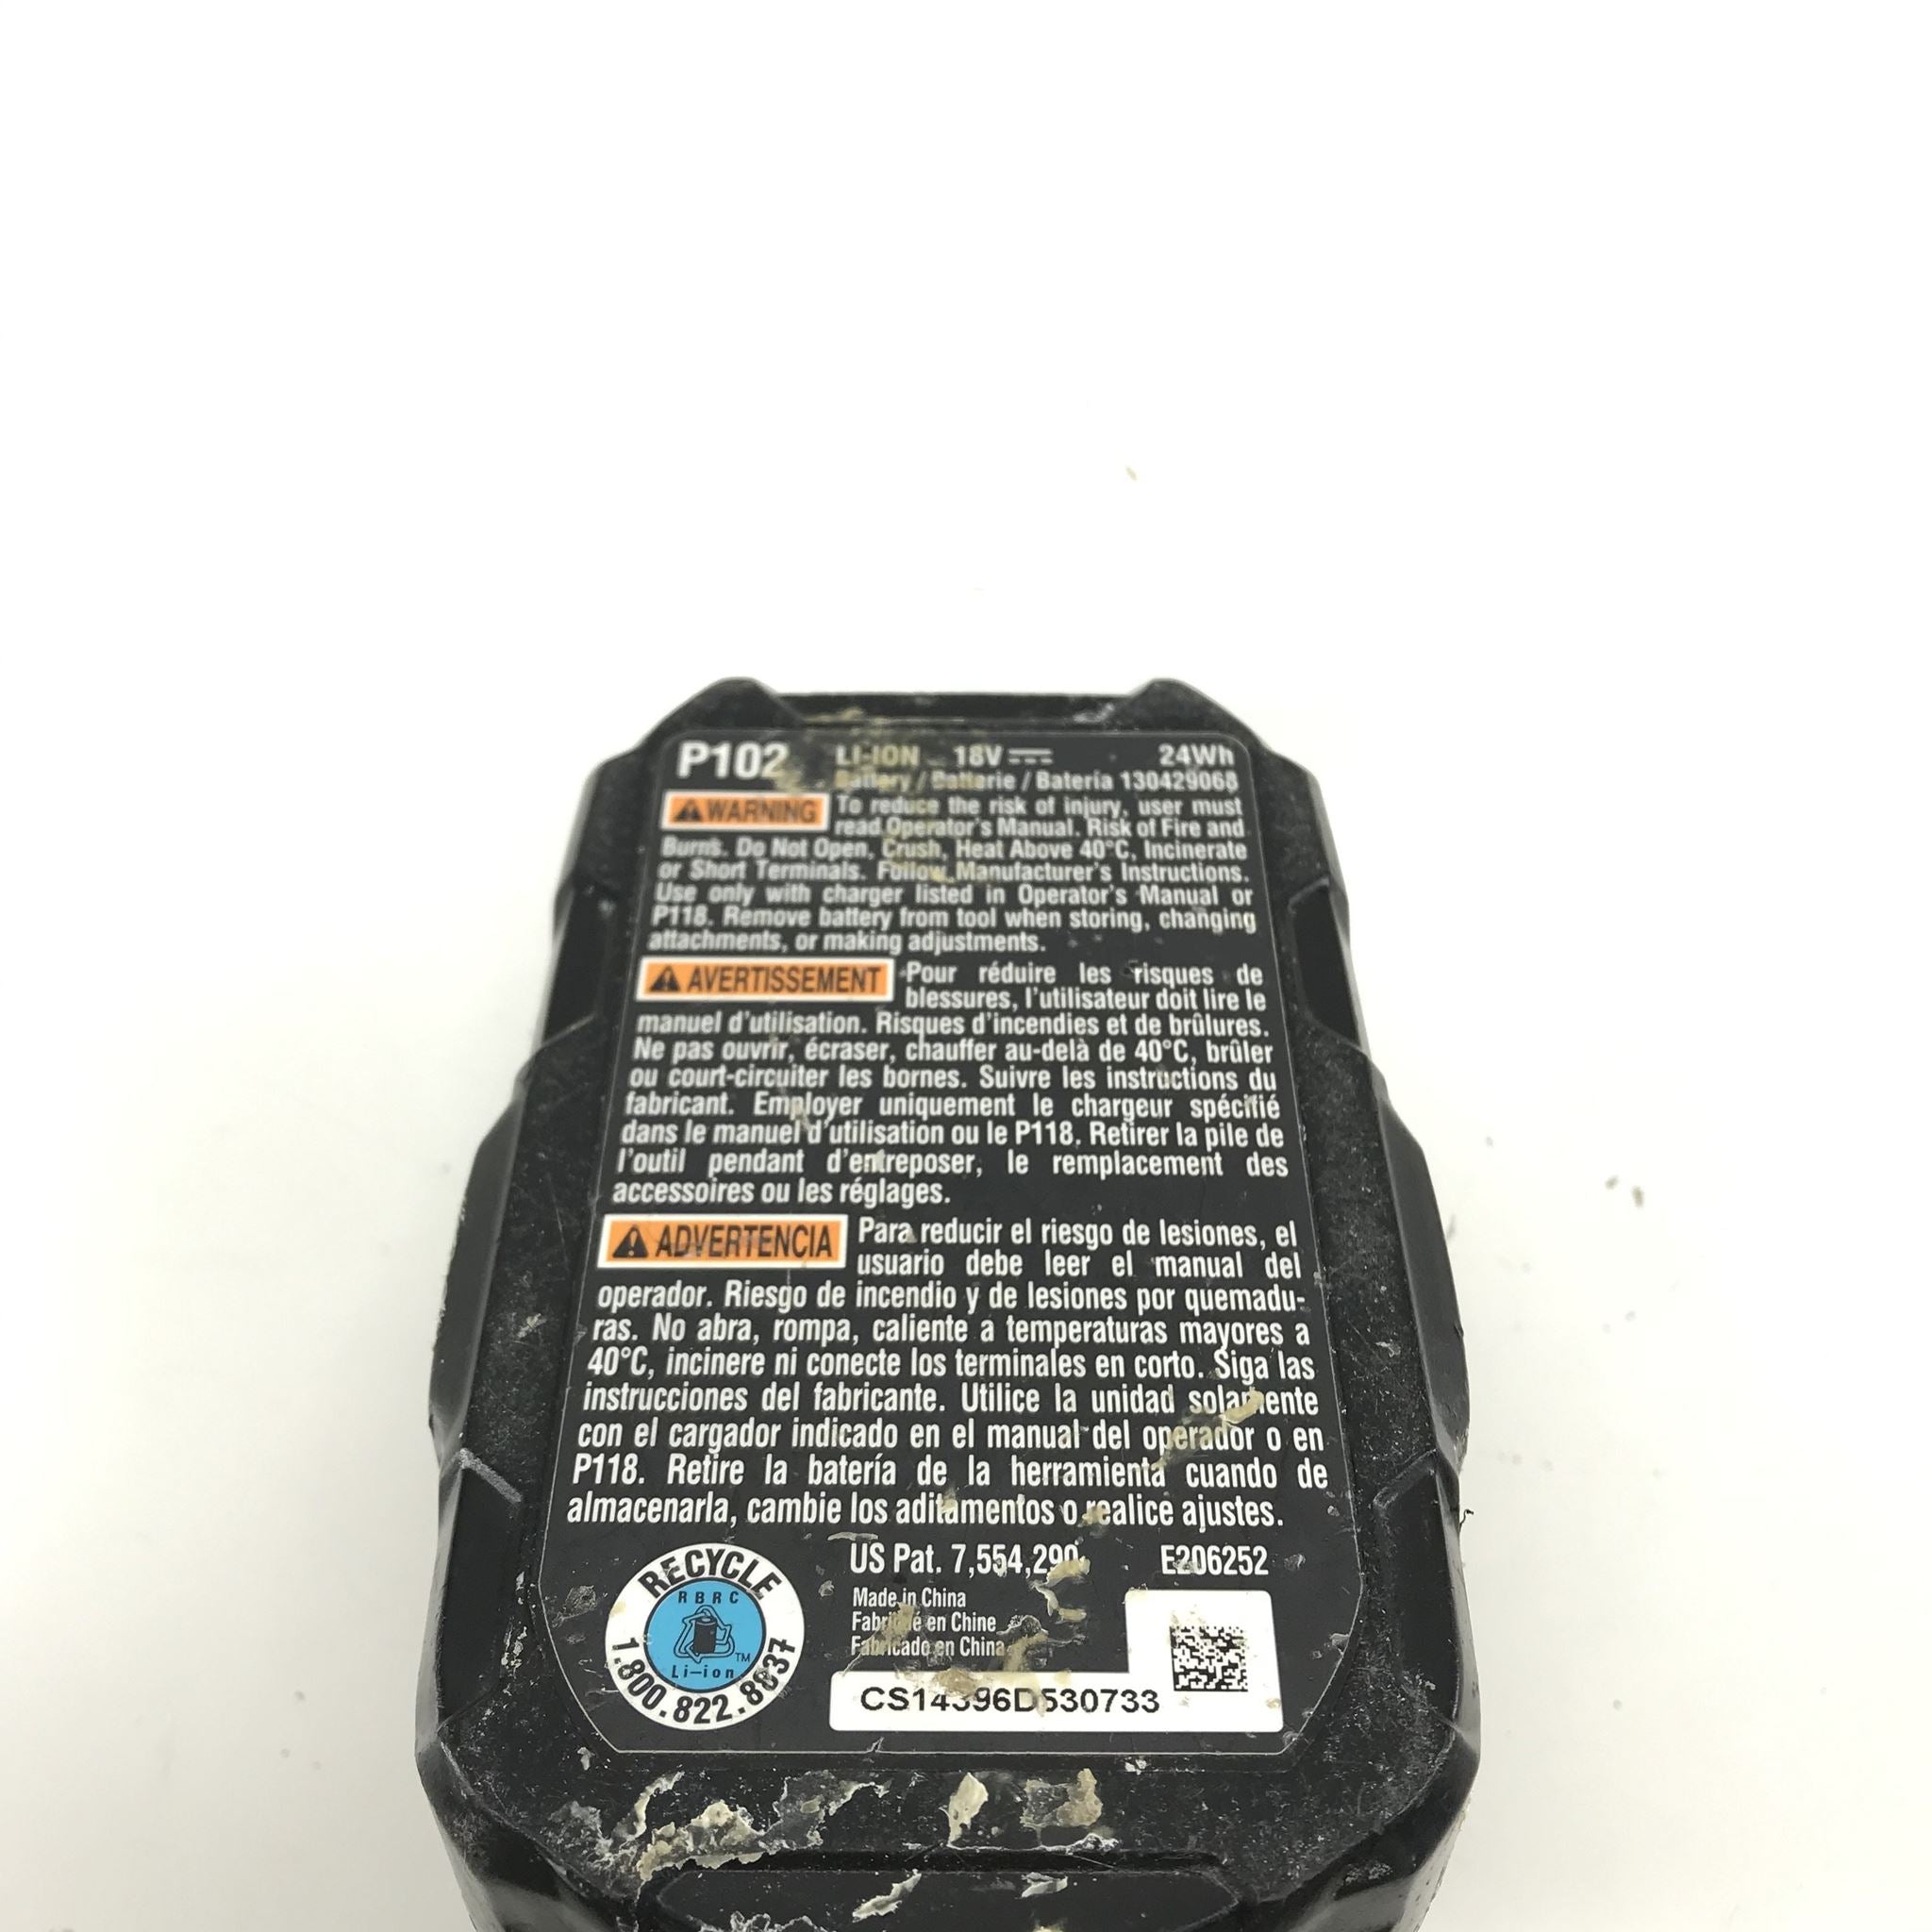 P102 LI-ION 18V 24Wh
Battery / Batterie / Batería 130429068
WARNING To reduce the risk of injury, user must
read Operator's Manual. Risk of Fire and
Burns. Do Not Open, Crush, Heat Above 40°C, Incinerate
or Short Terminals. Follow Manufacturer's Instructions.
Use only with charger listed in Operator's Manual or
P118. Remove battery from tool when storing, changing
attachments, or making adjustments.
AVERTISSEMENT Pour réduire les risques de
blessures, l'utilisateur doit lire le
manuel d'utilisation. Risques d'incendies et de brûlures.
Ne pas ouvrir, écraser, chauffer au-delà de 40°C, brûler
ou court-circuiter les bornes. Suivre les instructions du
fabricant. Employer uniquement le chargeur spécifié
dans le manuel d'utilisation ou le P118. Retirer la pile de
l'outil pendant d'entreposer, le remplacement des
accessoires ou les réglages.
ADVERTENCIA Para reducir el riesgo de lesiones, el
usuario debe leer el manual del
operador. Riesgo de incendio y de lesiones por quemadu-
ras. No abra, rompa, caliente a temperaturas mayores a
40°C, incinere ni conecte los terminales en corto. Siga las
instrucciones del fabricante. Utilice la unidad solamente
con el cargador indicado en el manual del operador o en
P118. Retire la batería de la herramienta cuando de
almacenarla, cambie los aditamentos o realice ajustes.
US Pat. 7,554,290 E206252
Made in China
Fabriqué en Chine
Fabricado en China
CS14396D530733
RECYCLE
RBRC
Li-ion TM
1.800.822.8837